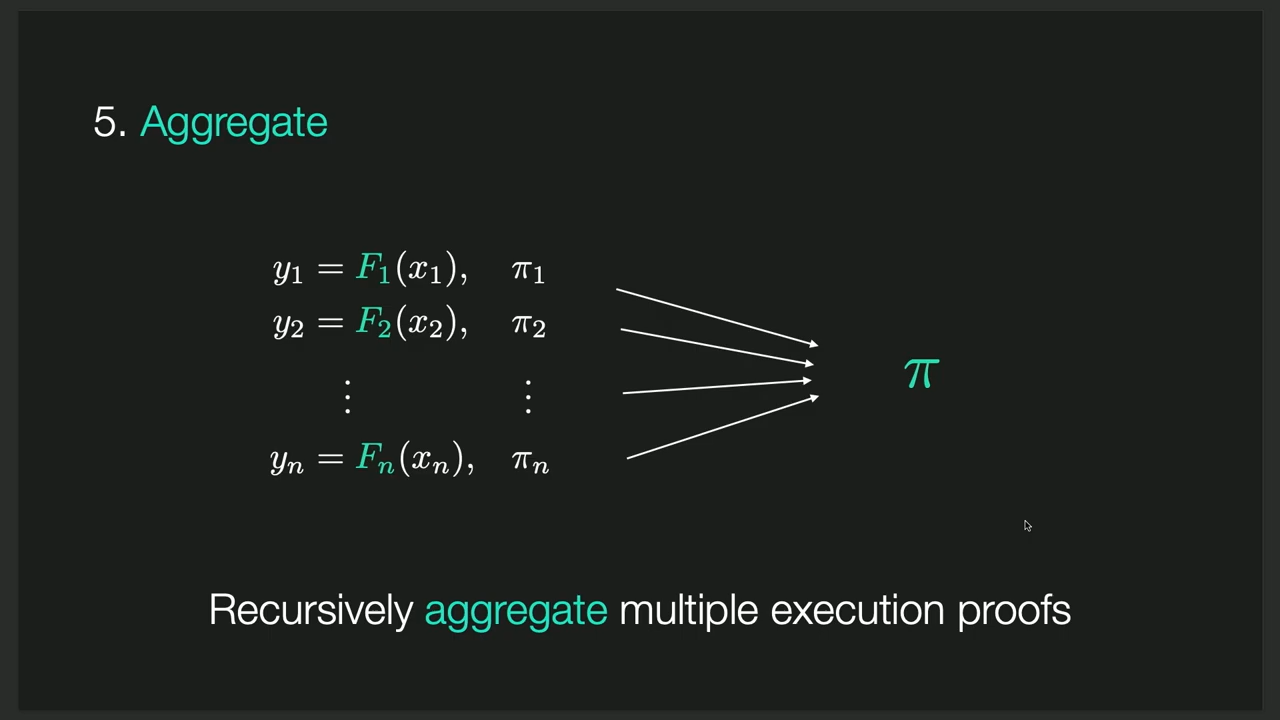 5. Aggregate
y₁ = F₁(x₁), π₁
y₂ = F₂(x₂), π₂
⋮ ⋮
yₙ = Fₙ(xₙ), πₙ
π
Recursively aggregate multiple execution proofs